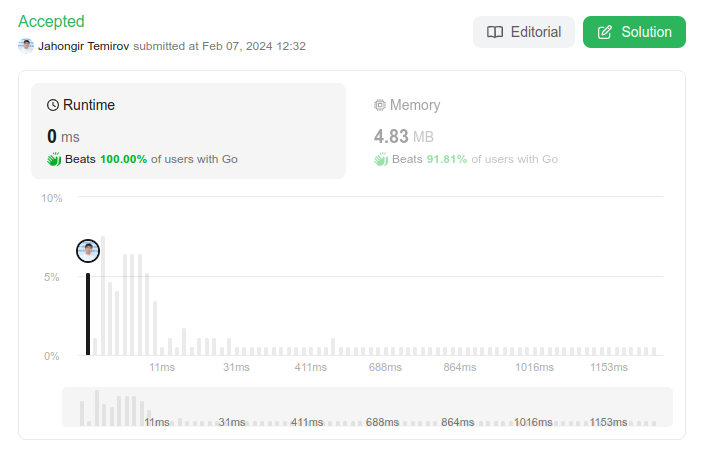 Accepted
Jahongir Temirov submitted at Feb 07, 2024 12:32
Editorial
Solution
Runtime
0 ms
Beats 100.00% of users with Go
Memory
4.83 MB
Beats 91.81% of users with Go
10%
5%
0%
11ms 31ms 411ms 688ms 864ms 1016ms 1153ms
11ms 31ms 411ms 688ms 864ms 1016ms 1153ms